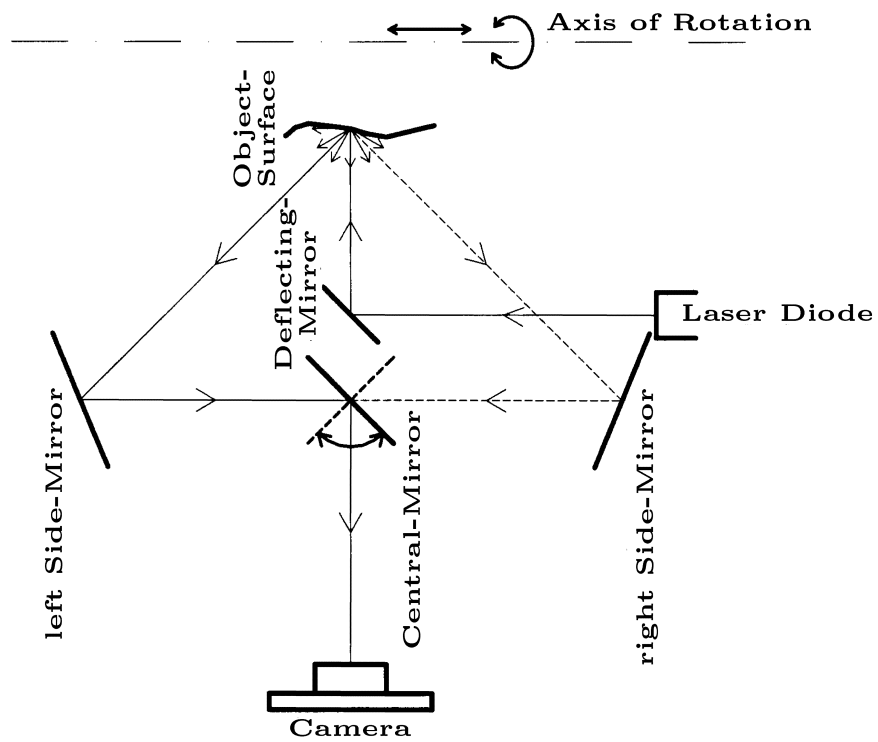 Axis of Rotation
Object-
Surface
Deflecting-
Mirror
Laser Diode
left Side-Mirror
Central-Mirror
right Side-Mirror
Camera